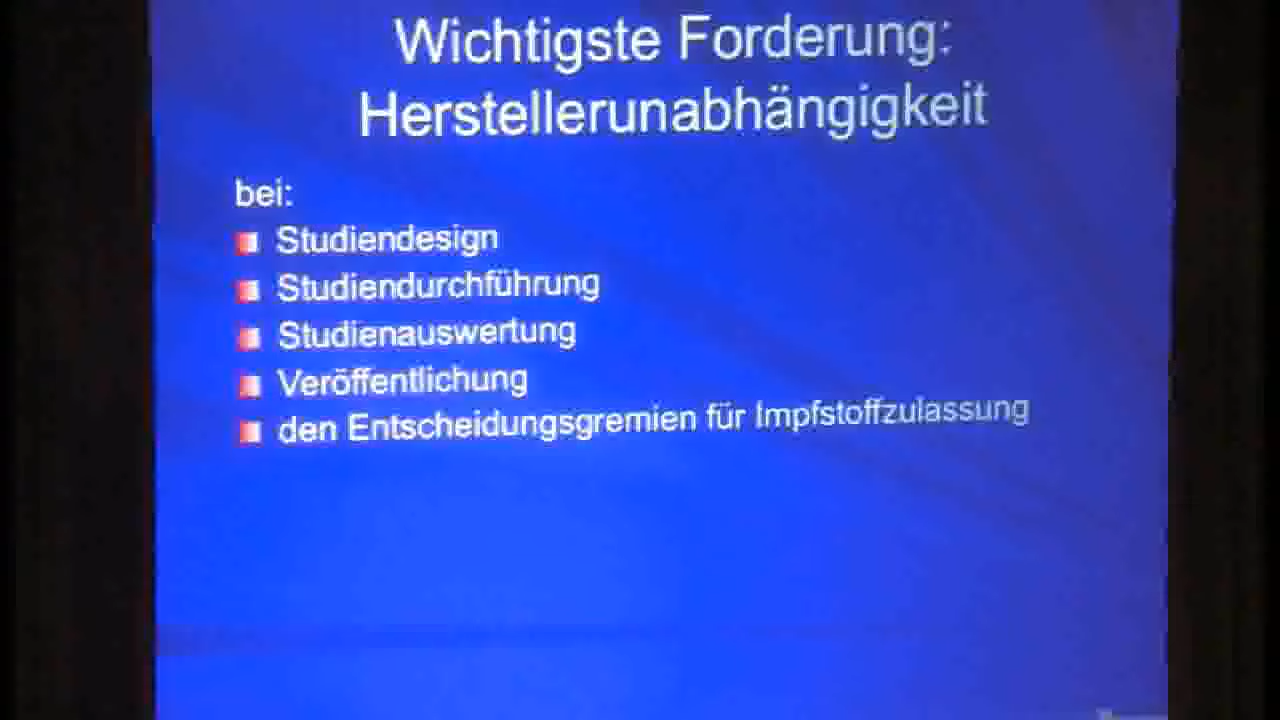 Wichtigste Forderung:
Herstellerunabhängigkeit
bei:
Studiendesign
Studiendurchführung
Studienauswertung
Veröffentlichung
den Entscheidungsgremien für Impfstoffzulassung